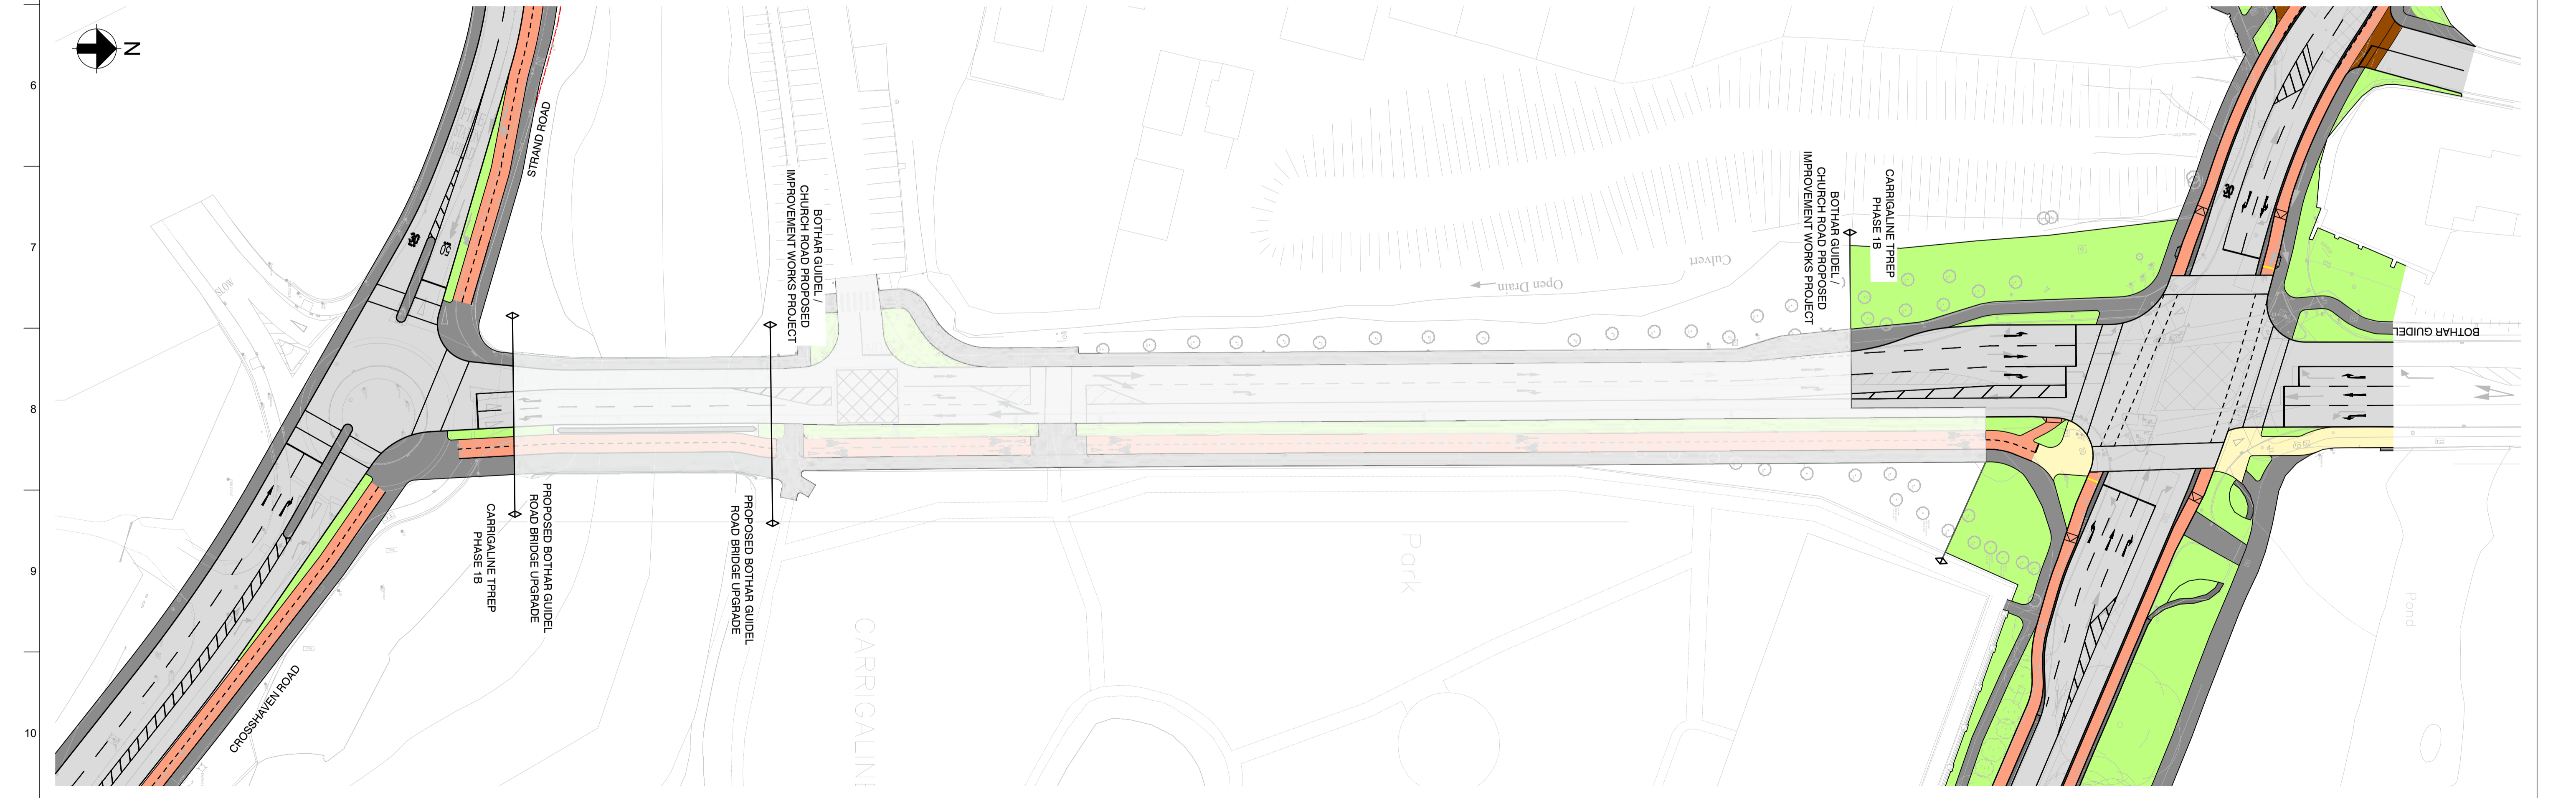 N
6
7
8
9
10
STRAND ROAD
BOTHAR GUIDEL /
CHURCH ROAD PROPOSED
IMPROVEMENT WORKS PROJECT
CARRIGALINE TPREP
PHASE 1B
BOTHAR GUIDEL /
CHURCH ROAD PROPOSED
IMPROVEMENT WORKS PROJECT
Culvert
Open Drain
BOTHAR GUIDEL
PROPOSED BOTHAR GUIDEL
ROAD BRIDGE UPGRADE
CARRIGALINE TPREP
PHASE 1B
PROPOSED BOTHAR GUIDEL
ROAD BRIDGE UPGRADE
Park
CARRIGALINE
Pond
CROSSHAVEN ROAD